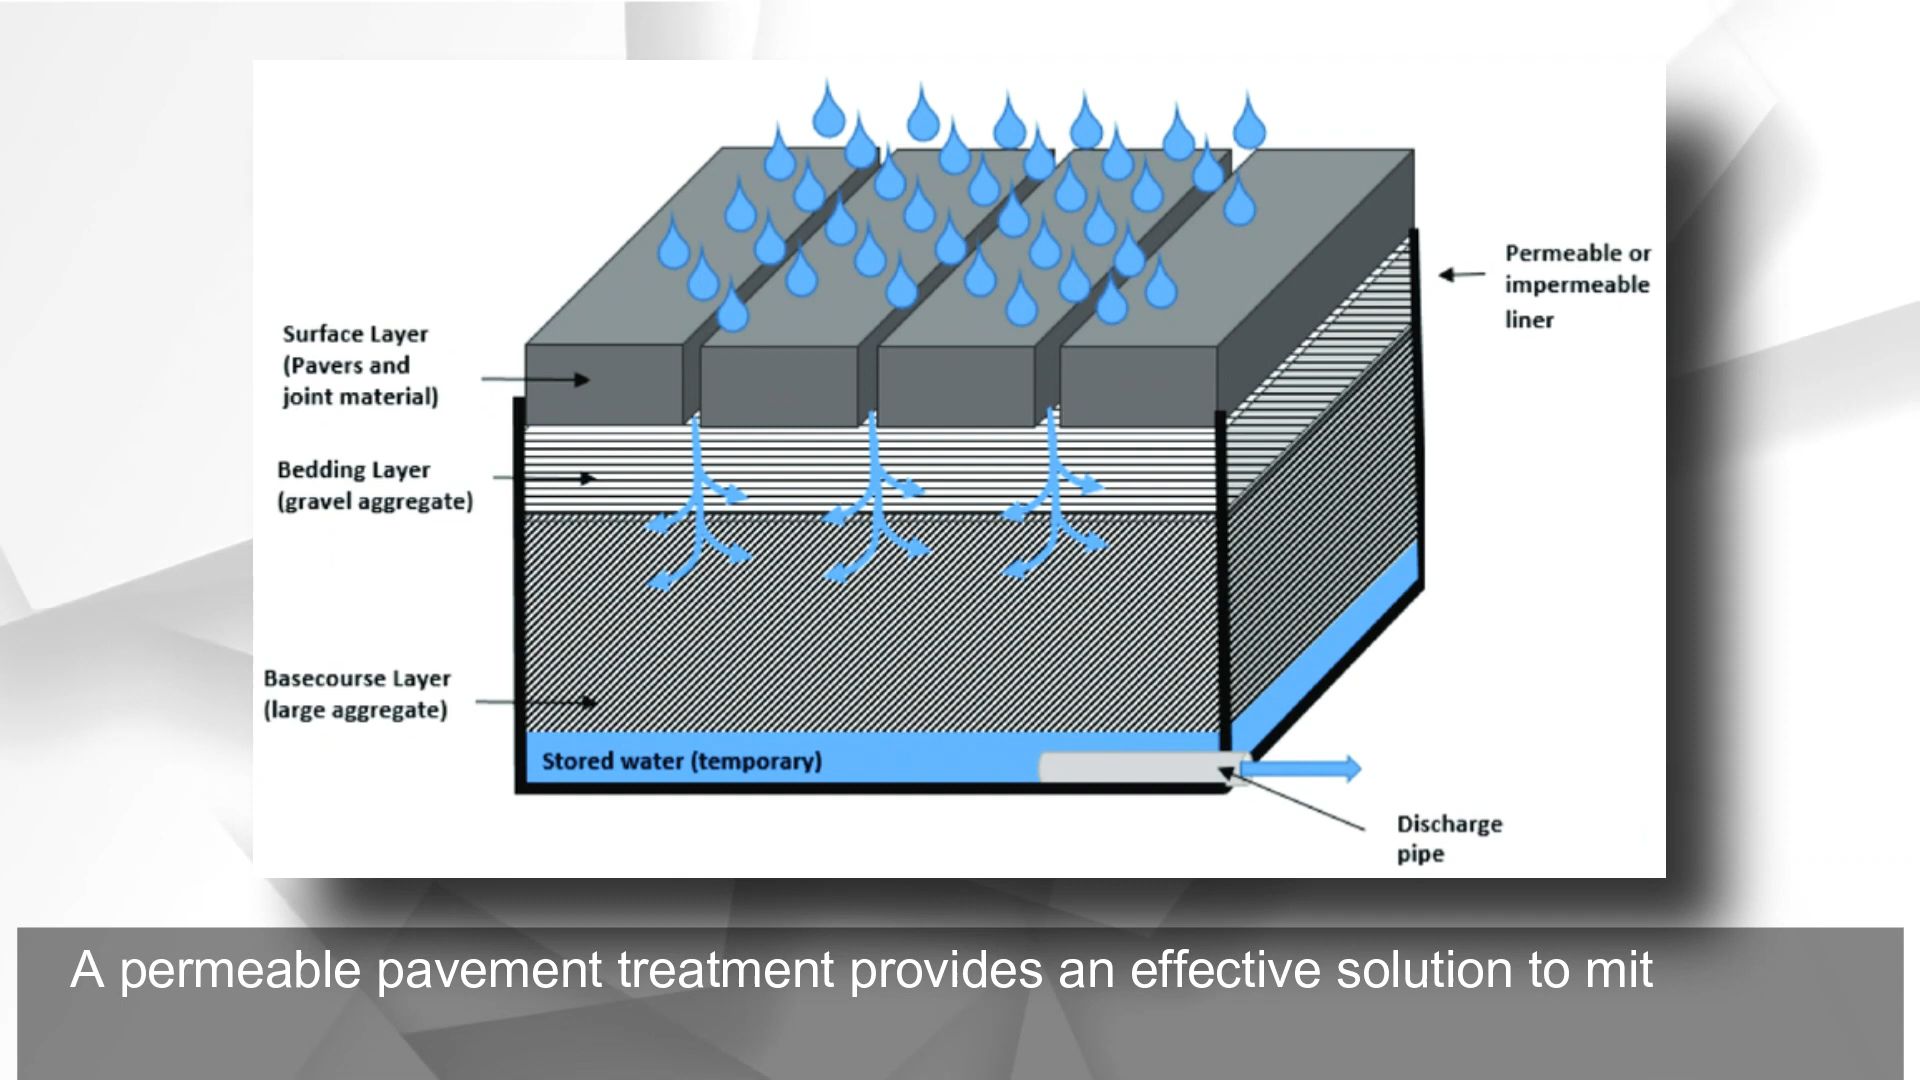 Permeable or
impermeable
liner
Surface Layer
(Pavers and
joint material)
Bedding Layer
(gravel aggregate)
Basecourse Layer
(large aggregate)
Stored water (temporary)
Discharge
pipe
A permeable pavement treatment provides an effective solution to mit